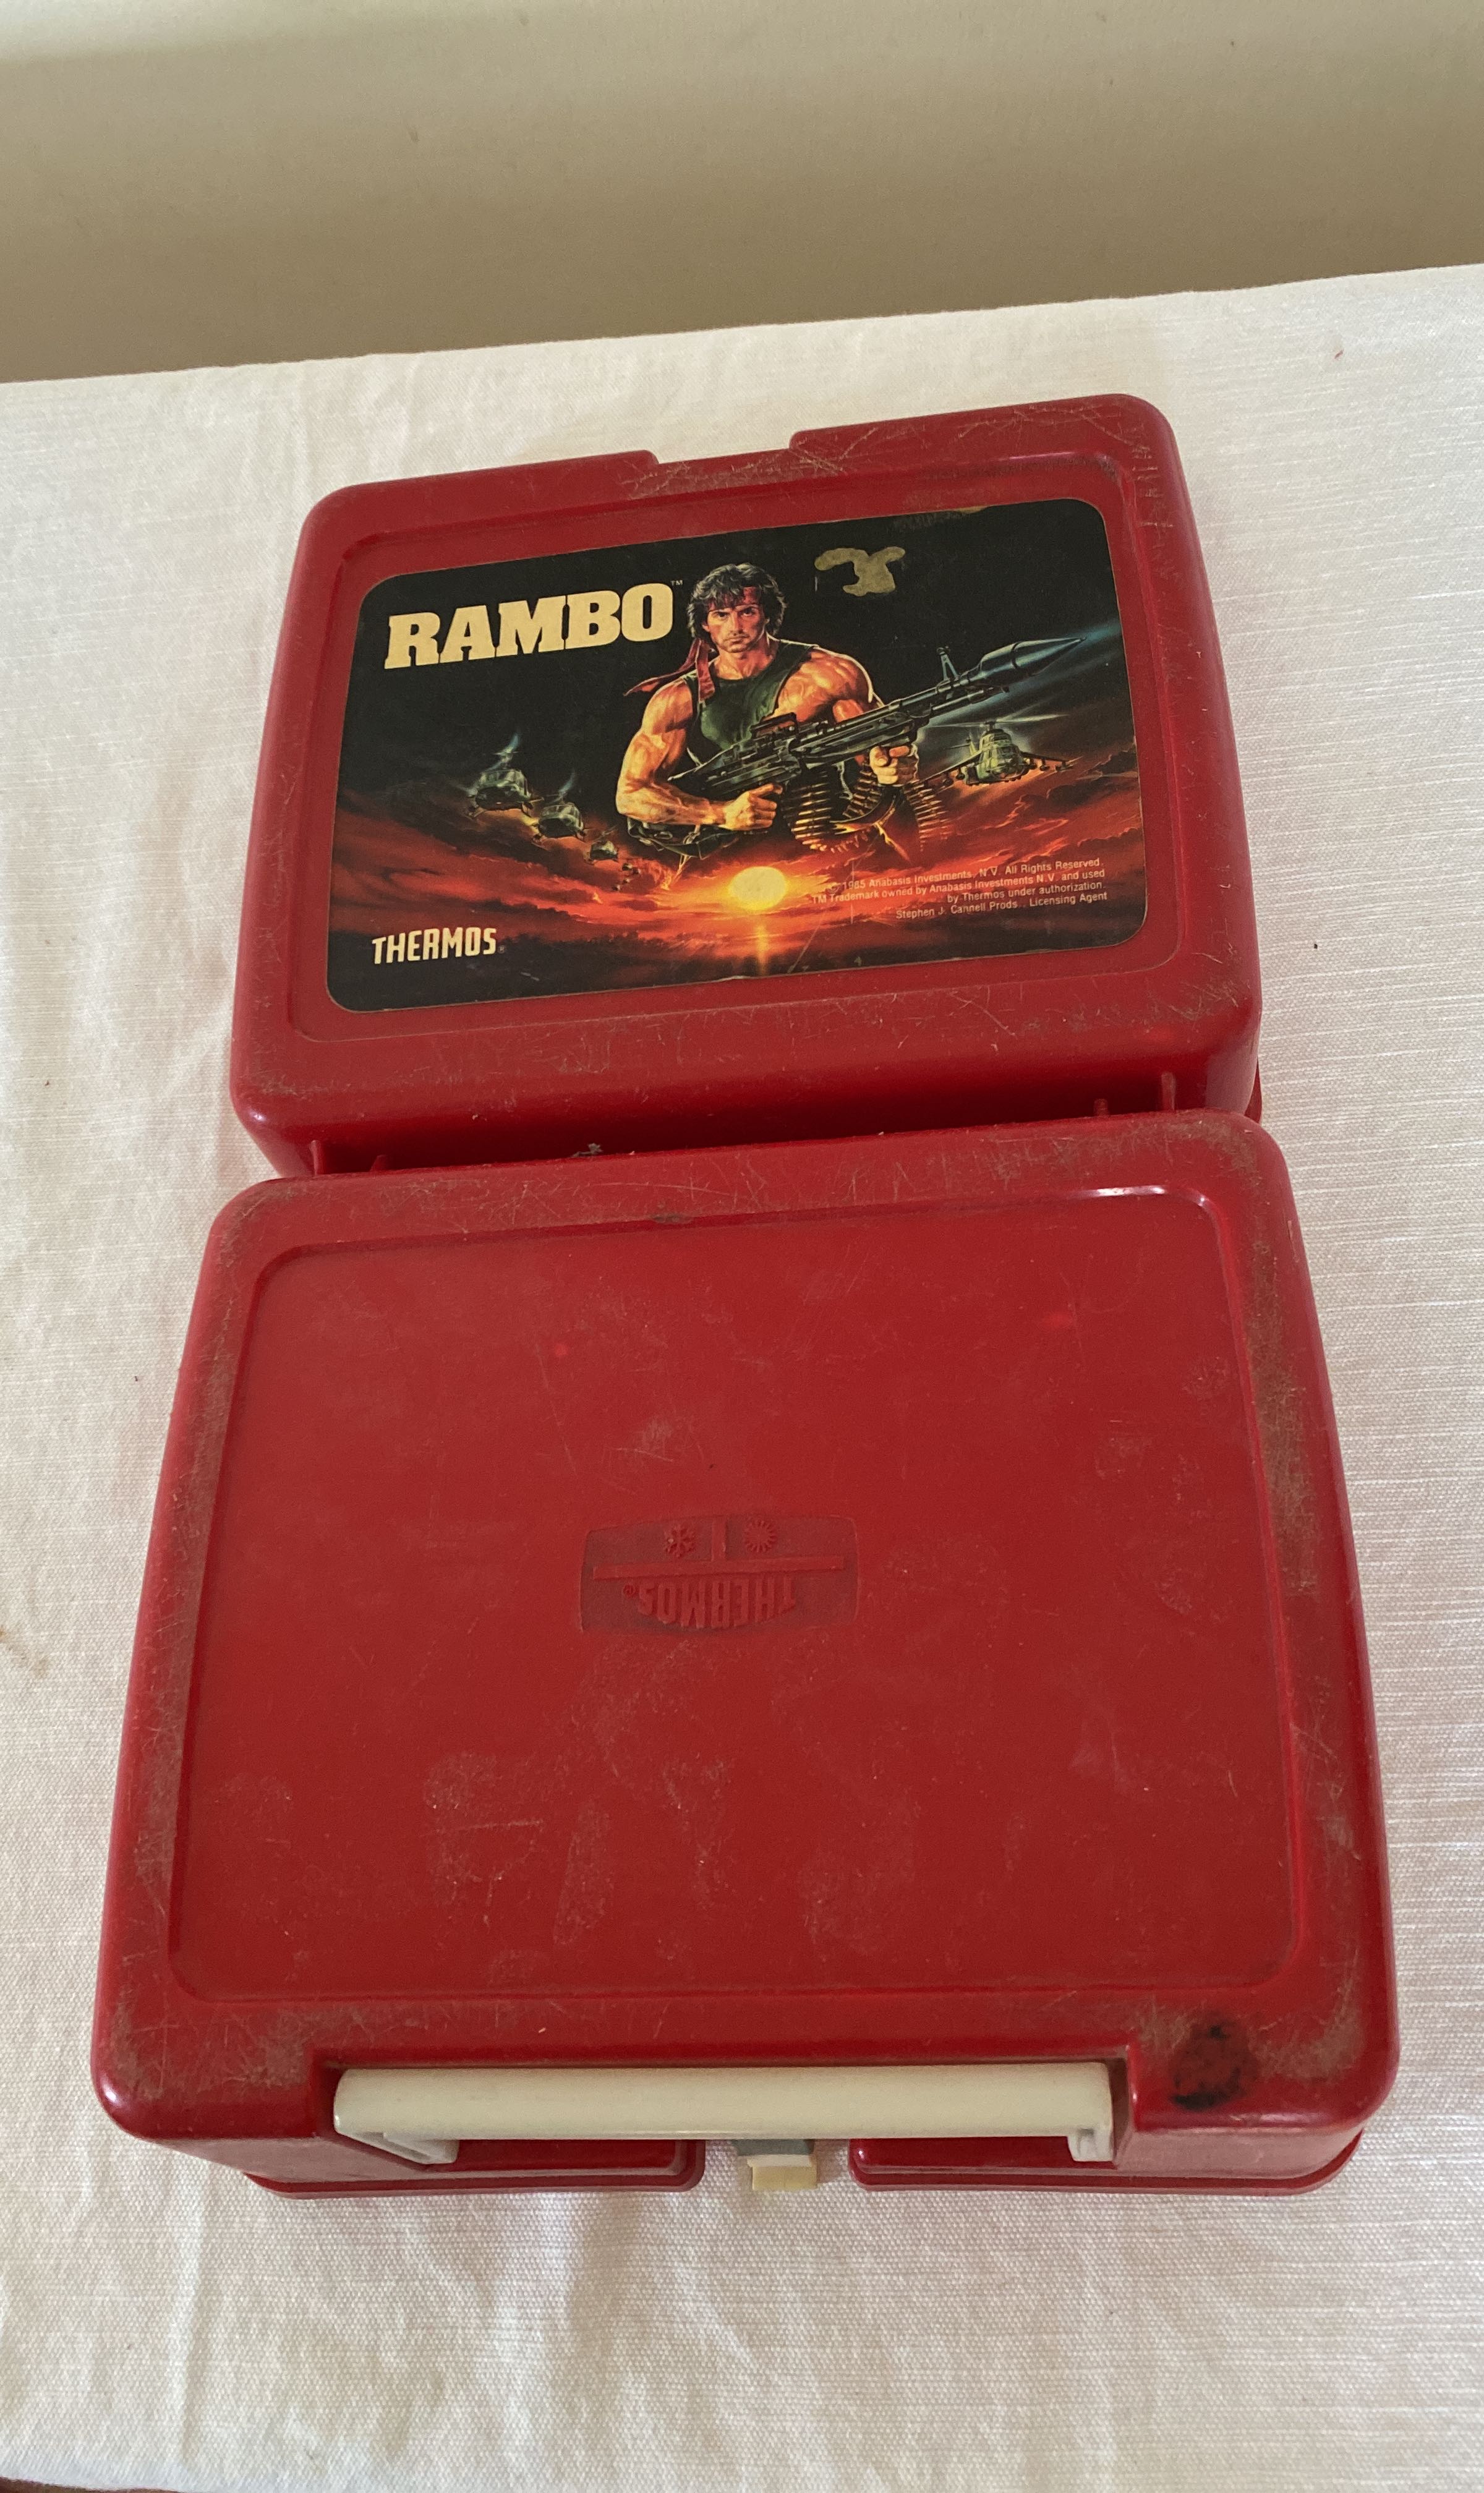 RAMBO™
© 1985 Anabasis Investments, N.V. All Rights Reserved.
TM Trademark owned by Anabasis Investments N.V. and used
by Thermos under authorization.
Stephen J. Cannell Prods., Licensing Agent
THERMOS®
THERMOS®